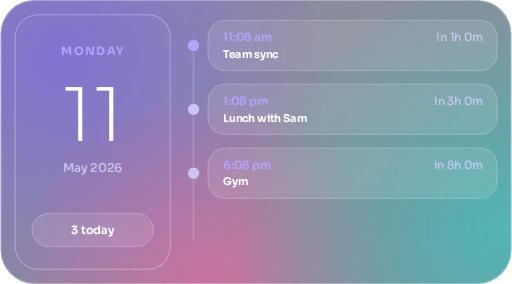 MONDAY
11
May 2026
3 today
11:08 am
in 1h 0m
Team sync
1:08 pm
in 3h 0m
Lunch with Sam
6:08 pm
in 8h 0m
Gym